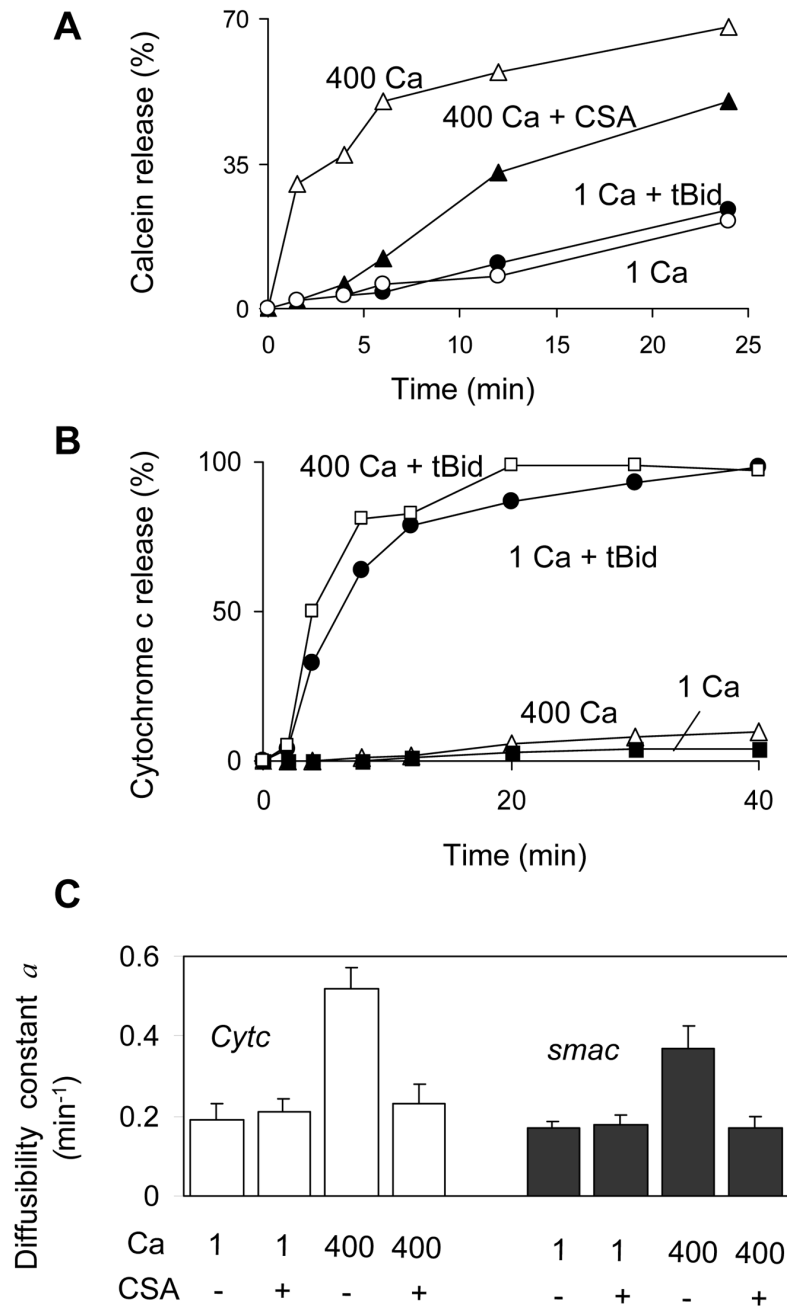 A
Calcein release (%)
70
35
0
400 Ca
400 Ca + CSA
1 Ca + tBid
1 Ca
0 5 10 15 20 25
Time (min)
B
Cytochrome c release (%)
100
50
0
400 Ca + tBid
1 Ca + tBid
400 Ca
1 Ca
0 20 40
Time (min)
C
Diffusibility constant a
(min⁻¹)
0.6
0.4
0.2
0
Cytc
smac
Ca 1 1 400 400 1 1 400 400
CSA - + - + - + - +